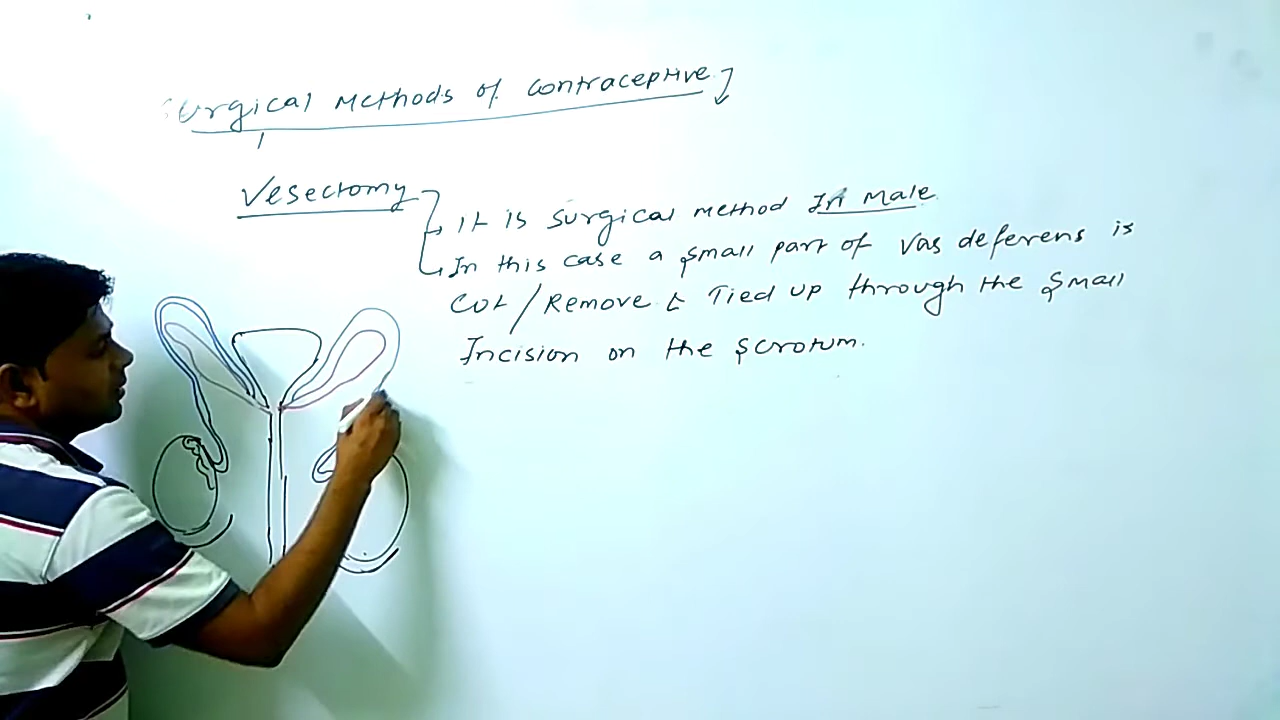 Surgical Methods of Contraceptive
Vesectomy
It is surgical method In Male
In this case a small part of vas deferens is
Cut / Remove & Tied up through the small
Incision on the scrotum.